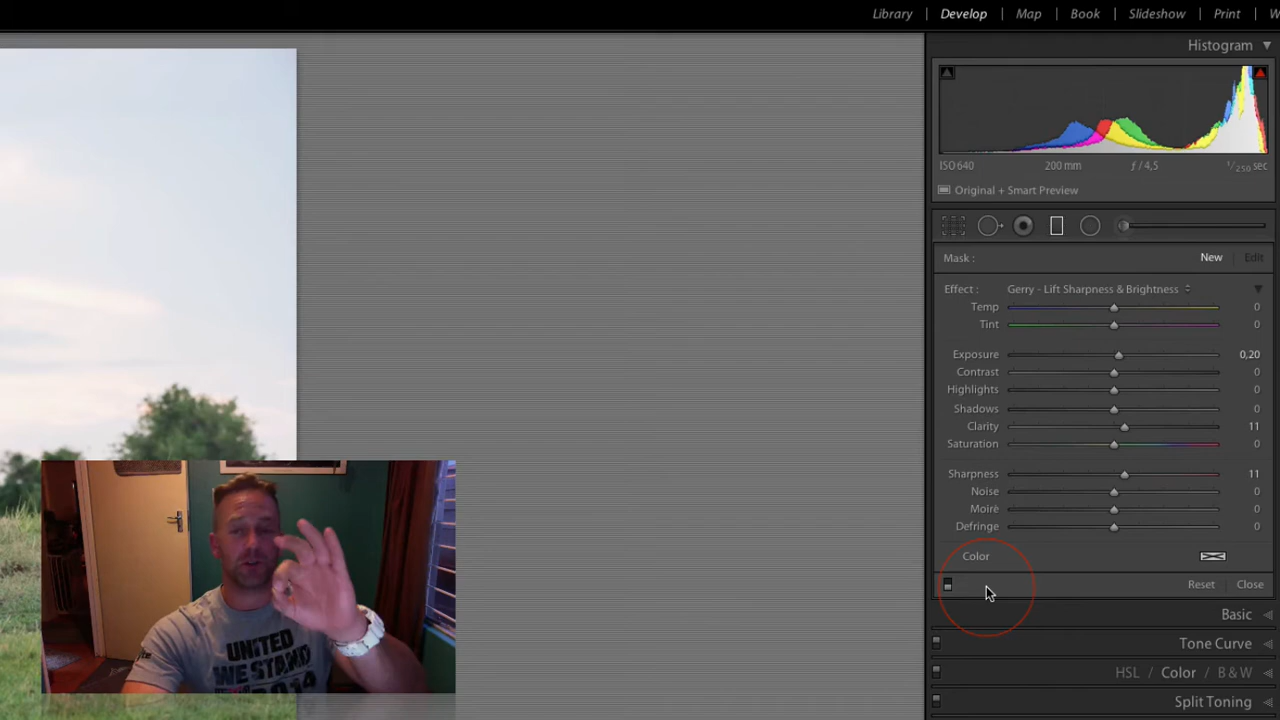 Library | Develop | Map | Book | Slideshow | Print | W
Histogram
ISO 640 200 mm ƒ / 4,5 1/250 sec
Original + Smart Preview
Mask : New Edit
Effect : Gerry - Lift Sharpness & Brightness
Temp 0
Tint 0
Exposure 0,20
Contrast 0
Highlights 0
Shadows 0
Clarity 11
Saturation 0
Sharpness 11
Noise 0
Moiré 0
Defringe 0
Color
Reset Close
Basic
Tone Curve
HSL / Color / B & W
Split Toning
UNITED
WE STAND
2014